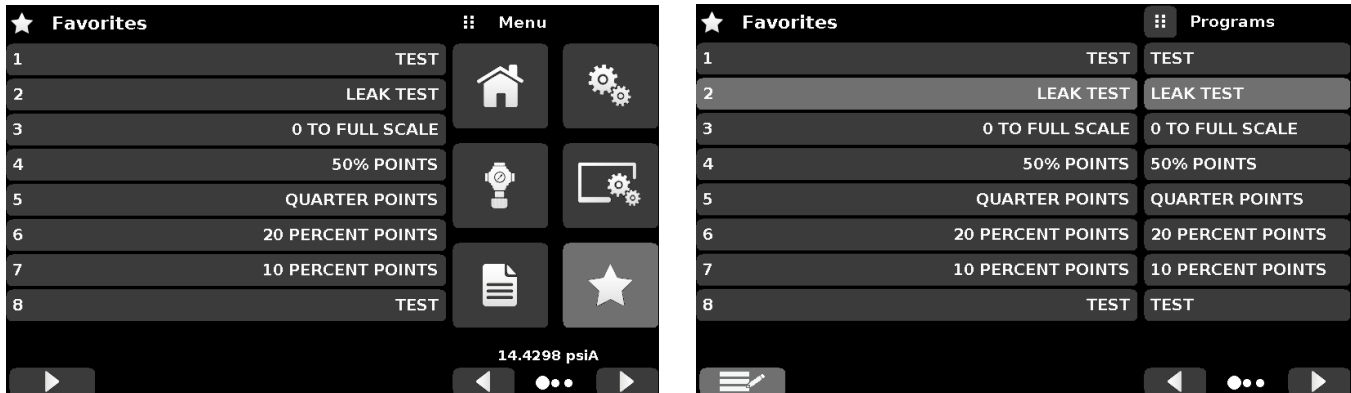 Favorites Menu
1 TEST
2 LEAK TEST
3 0 TO FULL SCALE
4 50% POINTS
5 QUARTER POINTS
6 20 PERCENT POINTS
7 10 PERCENT POINTS
8 TEST
14.4298 psiA
Favorites Programs
1 TEST TEST
2 LEAK TEST LEAK TEST
3 0 TO FULL SCALE 0 TO FULL SCALE
4 50% POINTS 50% POINTS
5 QUARTER POINTS QUARTER POINTS
6 20 PERCENT POINTS 20 PERCENT POINTS
7 10 PERCENT POINTS 10 PERCENT POINTS
8 TEST TEST